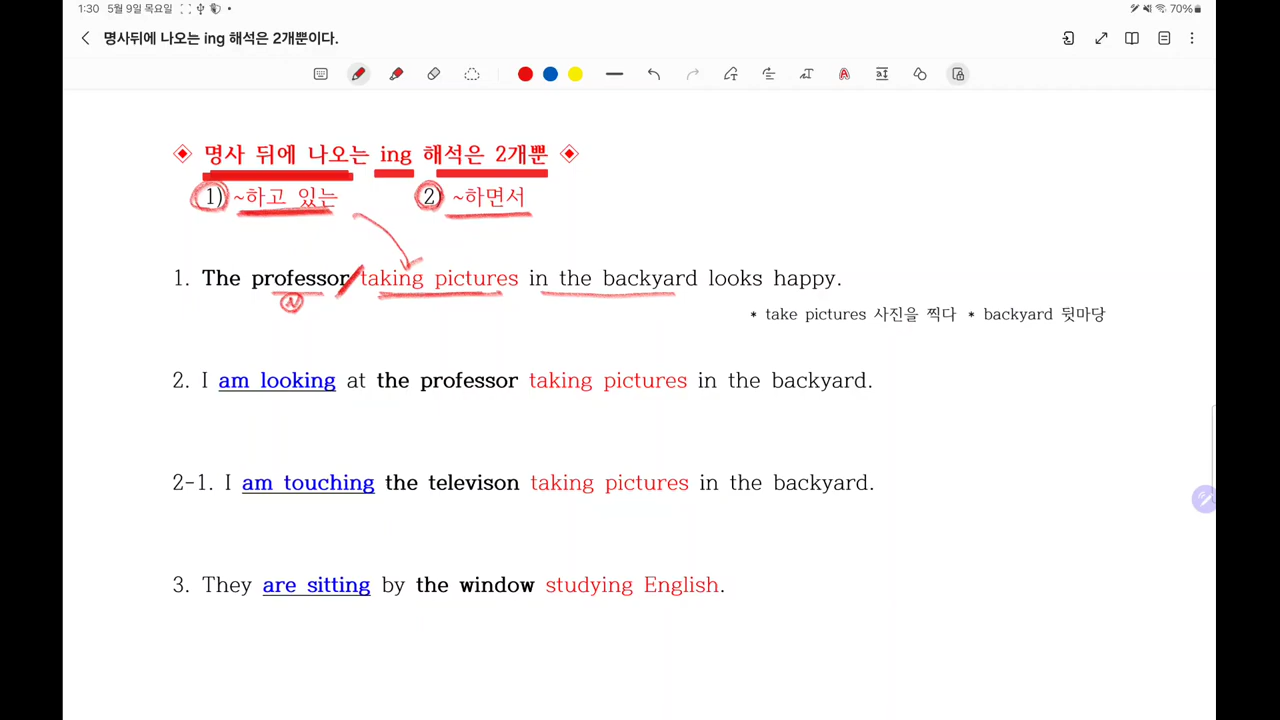 1:30 5월 9일 목요일 70%
명사뒤에 나오는 ing 해석은 2개뿐이다.
명사 뒤에 나오는 ing 해석은 2개뿐
1) ~하고 있는 2) ~하면서
1. The professor taking pictures in the backyard looks happy.
N
* take pictures 사진을 찍다 * backyard 뒷마당
2. I am looking at the professor taking pictures in the backyard.
2-1. I am touching the televison taking pictures in the backyard.
3. They are sitting by the window studying English.